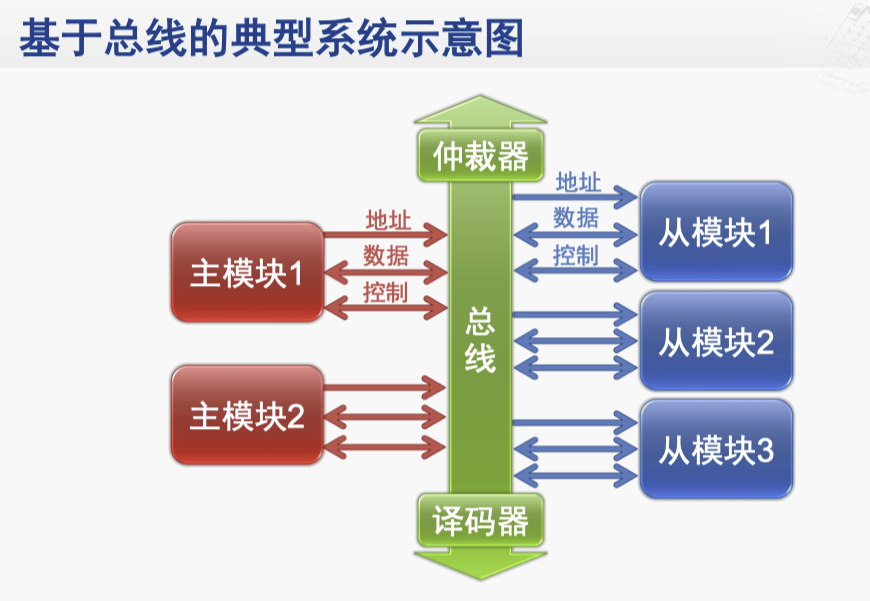 基于总线的典型系统示意图
仲裁器
地址
数据
控制
主模块1
主模块2
总线
地址
数据
控制
从模块1
从模块2
从模块3
译码器